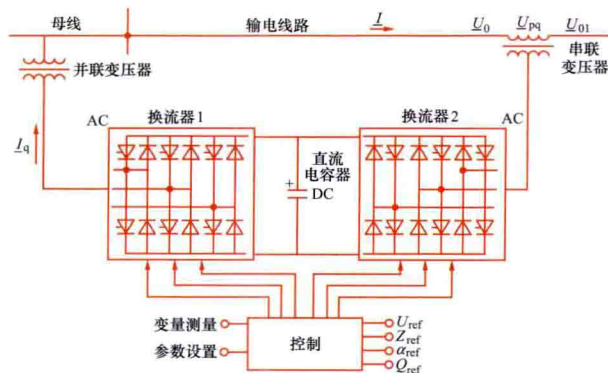 母线
输电线路
I
U0
Upq
U01
并联变压器
串联
变压器
Iq
AC
换流器1
换流器2
AC
直流
电容器
+
DC
变量测量
参数设置
控制
Uref
Zref
αref
Qref